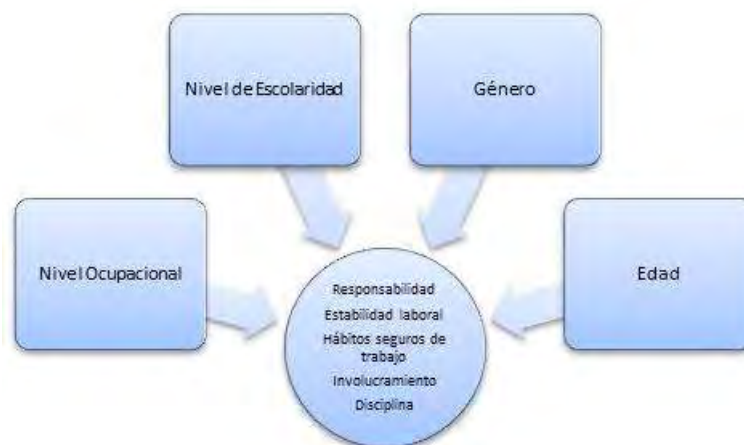 Nivel de Escolaridad
Género
Nivel Ocupacional
Edad
Responsabilidad
Estabilidad laboral
Hábitos seguros de
trabajo
Involucramiento
Disciplina